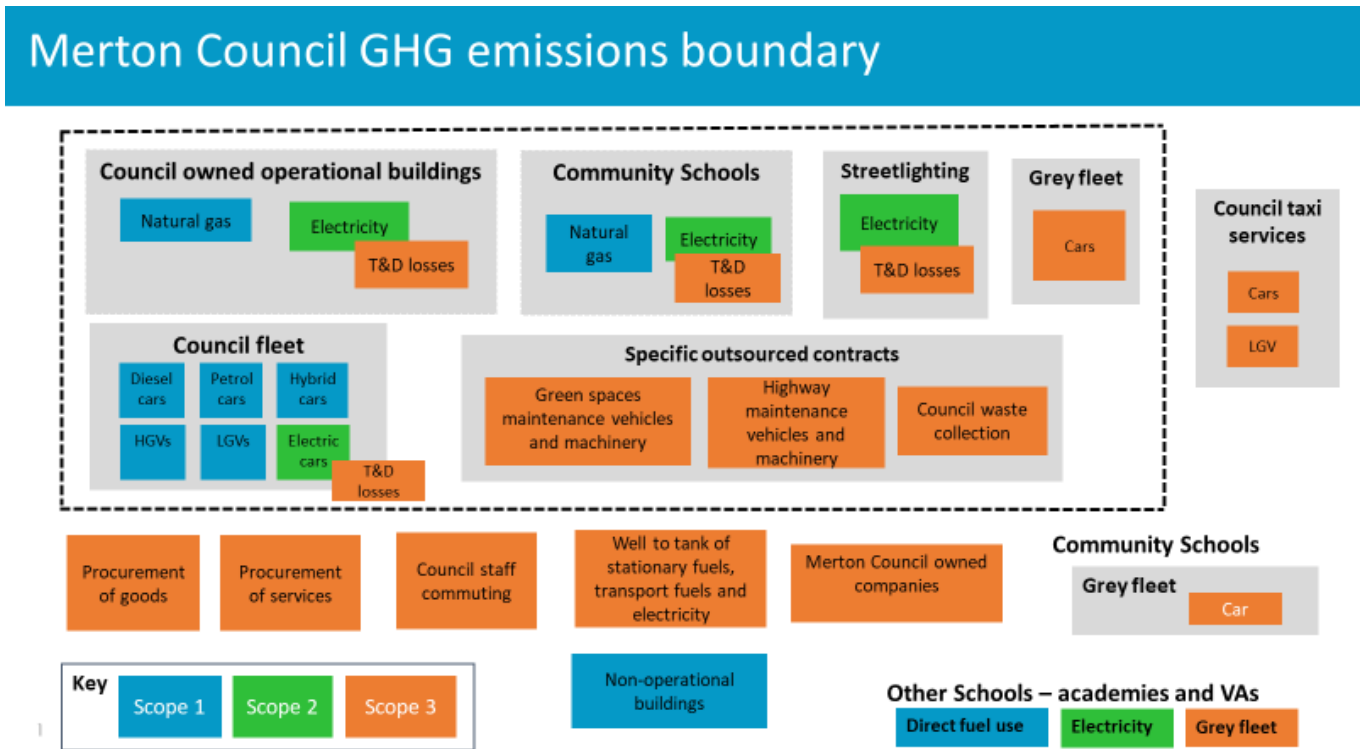 Merton Council GHG emissions boundary
Council owned operational buildings
Natural gas
Electricity
T&D losses
Community Schools
Natural
gas
Electricity
T&D
losses
Streetlighting
Electricity
T&D losses
Grey fleet
Cars
Council taxi
services
Cars
LGV
Council fleet
Diesel
cars
Petrol
cars
Hybrid
cars
HGVs
LGVs
Electric
cars
T&D
losses
Specific outsourced contracts
Green spaces
maintenance vehicles
and machinery
Highway
maintenance
vehicles and
machinery
Council waste
collection
Procurement
of goods
Procurement
of services
Council staff
commuting
Well to tank of
stationary fuels,
transport fuels and
electricity
Merton Council owned
companies
Community Schools
Grey fleet
Car
Key
Scope 1
Scope 2
Scope 3
Non-operational
buildings
Other Schools – academies and VAs
Direct fuel use
Electricity
Grey fleet